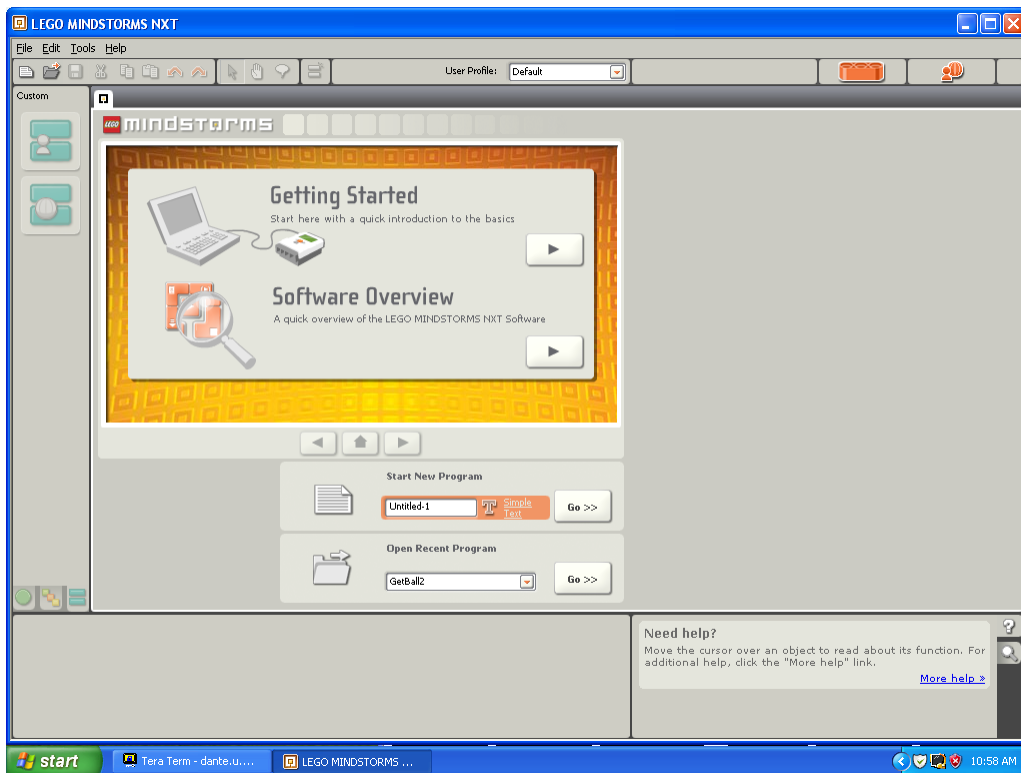 LEGO MINDSTORMS NXT
File Edit Tools Help
User Profile: Default
Custom
LEGO mindstorms
Getting Started
Start here with a quick introduction to the basics
Software Overview
A quick overview of the LEGO MINDSTORMS NXT Software
Start New Program
Untitled-1 T Simple Text Go >>
Open Recent Program
GetBall2 Go >>
Need help?
Move the cursor over an object to read about its function. For
additional help, click the "More help" link.
More help »
start Tera Term - dante.u.... LEGO MINDSTORMS ... 10:58 AM